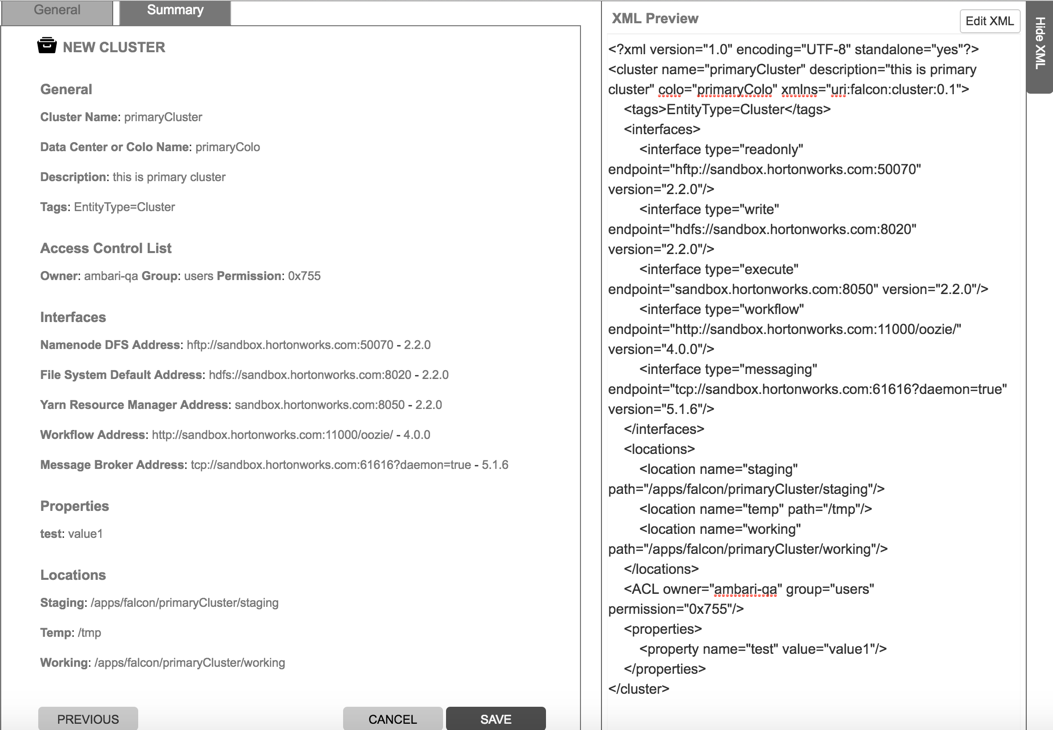 General
Summary
NEW CLUSTER
General
Cluster Name: primaryCluster
Data Center or Colo Name: primaryColo
Description: this is primary cluster
Tags: EntityType=Cluster
Access Control List
Owner: ambari-qa Group: users Permission: 0x755
Interfaces
Namenode DFS Address: hftp://sandbox.hortonworks.com:50070 - 2.2.0
File System Default Address: hdfs://sandbox.hortonworks.com:8020 - 2.2.0
Yarn Resource Manager Address: sandbox.hortonworks.com:8050 - 2.2.0
Workflow Address: http://sandbox.hortonworks.com:11000/oozie/ - 4.0.0
Message Broker Address: tcp://sandbox.hortonworks.com:61616?daemon=true - 5.1.6
Properties
test: value1
Locations
Staging: /apps/falcon/primaryCluster/staging
Temp: /tmp
Working: /apps/falcon/primaryCluster/working
PREVIOUS
CANCEL
SAVE
XML Preview
Edit XML
Hide XML
<?xml version="1.0" encoding="UTF-8" standalone="yes"?>
<cluster name="primaryCluster" description="this is primary
cluster" colo="primaryColo" xmlns="uri:falcon:cluster:0.1">
<tags>EntityType=Cluster</tags>
<interfaces>
<interface type="readonly"
endpoint="hftp://sandbox.hortonworks.com:50070"
version="2.2.0"/>
<interface type="write"
endpoint="hdfs://sandbox.hortonworks.com:8020"
version="2.2.0"/>
<interface type="execute"
endpoint="sandbox.hortonworks.com:8050" version="2.2.0"/>
<interface type="workflow"
endpoint="http://sandbox.hortonworks.com:11000/oozie/"
version="4.0.0"/>
<interface type="messaging"
endpoint="tcp://sandbox.hortonworks.com:61616?daemon=true"
version="5.1.6"/>
</interfaces>
<locations>
<location name="staging"
path="/apps/falcon/primaryCluster/staging"/>
<location name="temp" path="/tmp"/>
<location name="working"
path="/apps/falcon/primaryCluster/working"/>
</locations>
<ACL owner="ambari-qa" group="users"
permission="0x755"/>
<properties>
<property name="test" value="value1"/>
</properties>
</cluster>